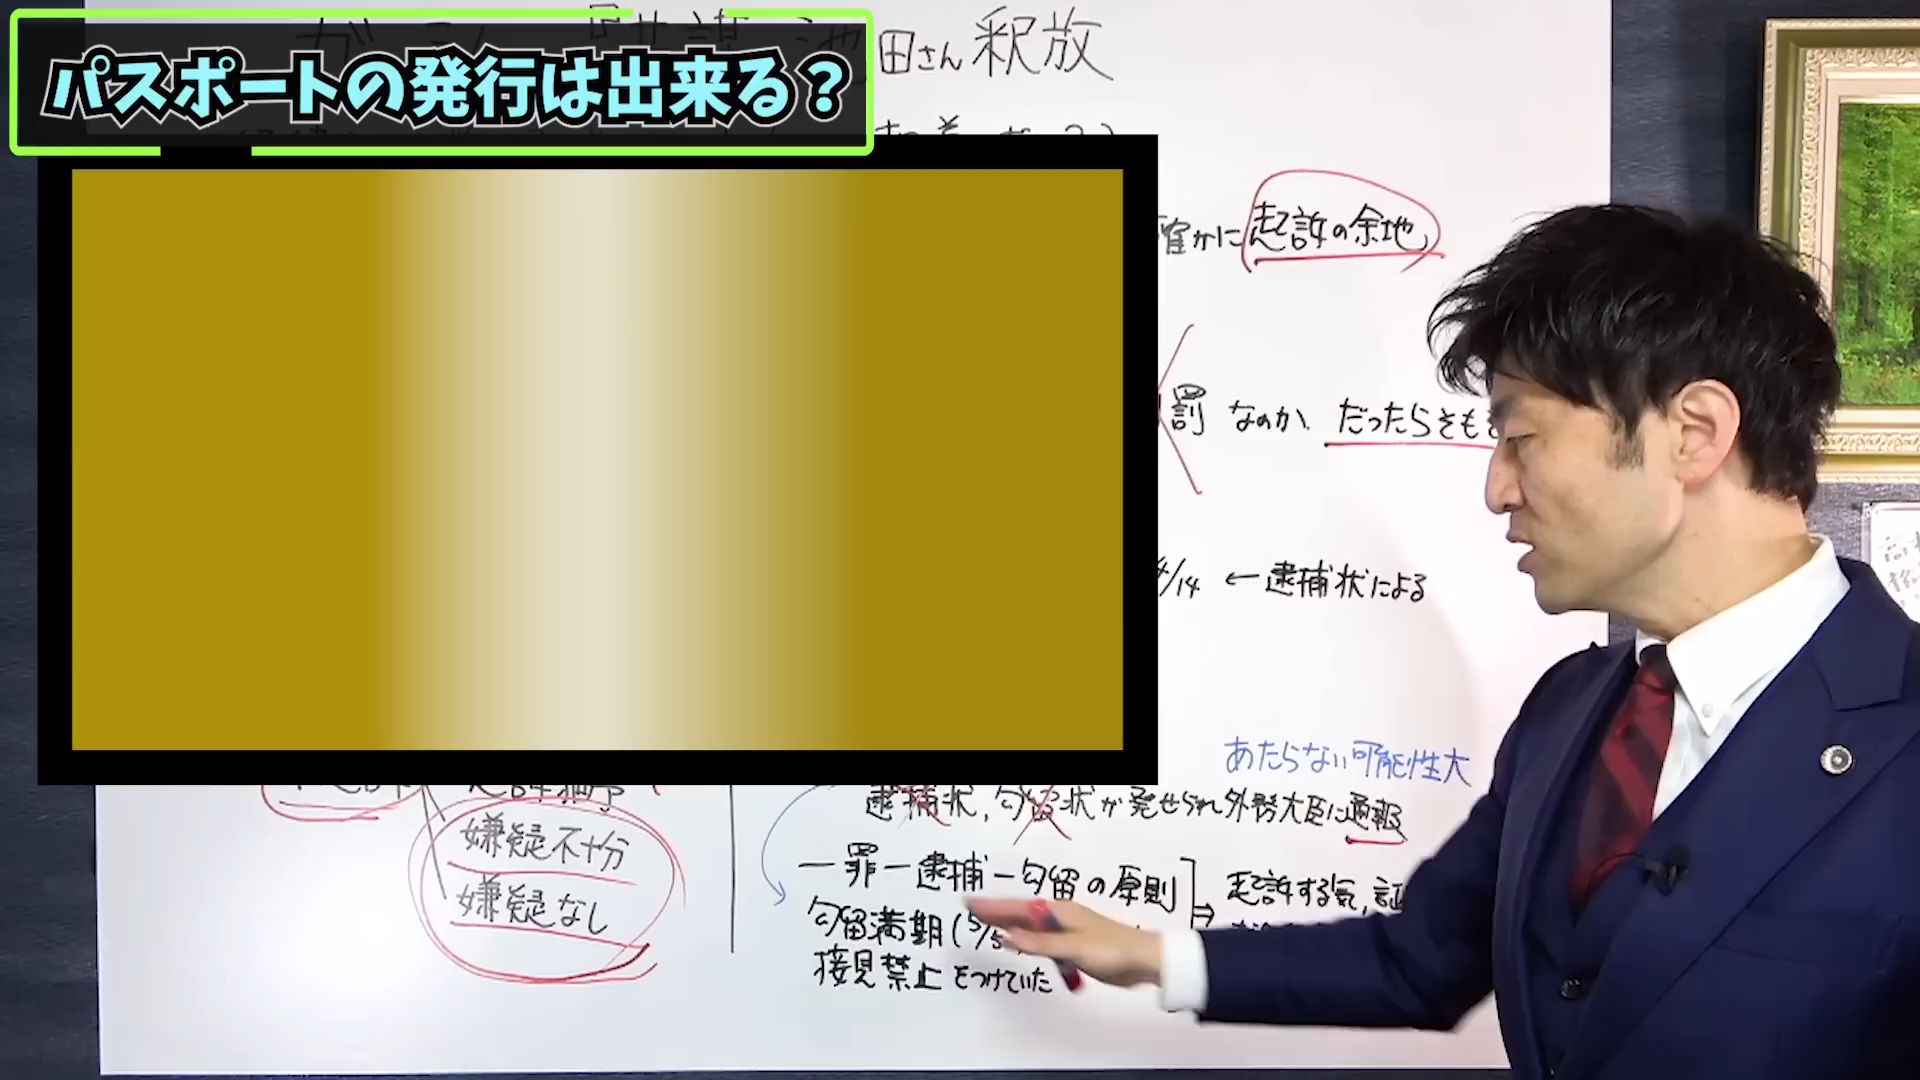 パスポートの発行は出来る？
田さん釈放
確かに起訴の余地
罰 なのか、だったらそもそ
4/14 ←逮捕状による
あたらない可能性大
逮捕状,勾留状が発せられ外務大臣に通報
嫌疑不十分
嫌疑なし
一罪一逮捕一勾留の原則
起訴する気,証
勾留満期(5/5
接見禁止をつけていた